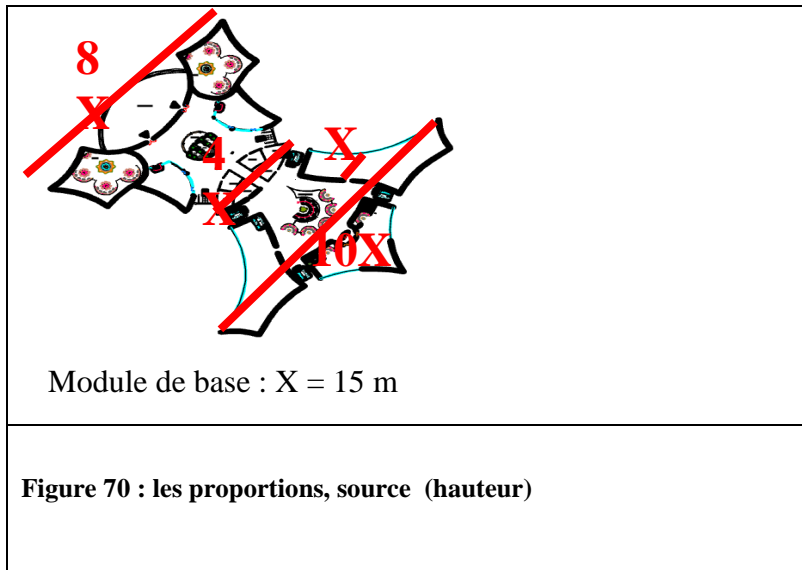 8
X
4
X
X
10X
Module de base : X = 15 m
Figure 70 : les proportions, source (hauteur)